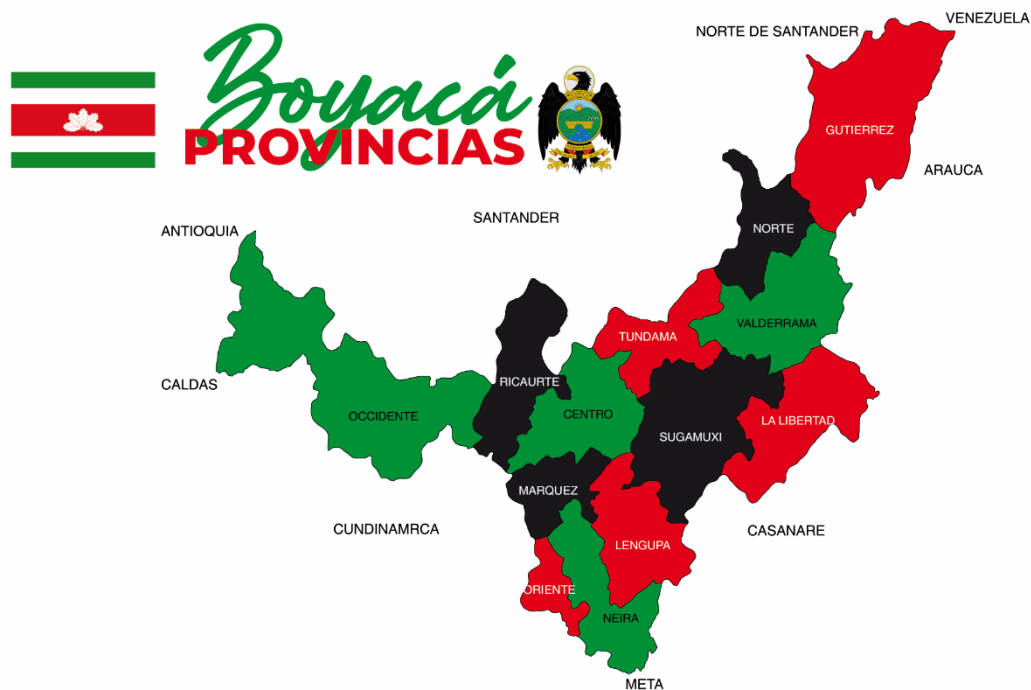 Boyacá
PROVINCIAS
VENEZUELA
NORTE DE SANTANDER
GUTIERREZ
ARAUCA
SANTANDER
NORTE
ANTIOQUIA
VALDERRAMA
TUNDAMA
CALDAS
RICAURTE
OCCIDENTE
CENTRO
LA LIBERTAD
SUGAMUXI
MARQUEZ
CUNDINAMRCA
CASANARE
LENGUPA
ORIENTE
NEIRA
META